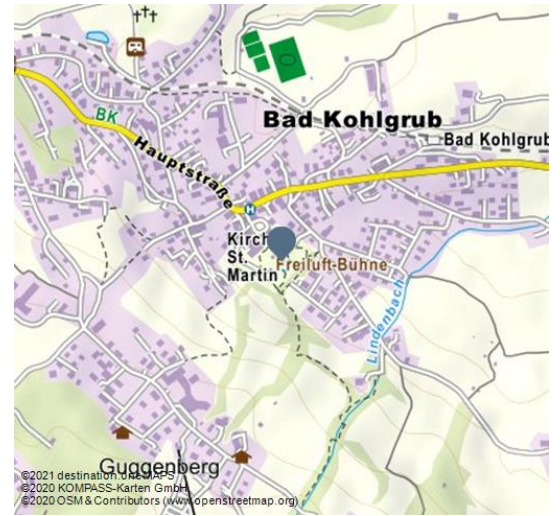 Bad Kohlgrub
Bad Kohlgrub
BK
Hauptstraße
H
Kirch
St.
Martin
Freiluft-Bühne
Lindenbach
Guggenberg
©2021 destination.one MAPS
©2020 KOMPASS-Karten GmbH
©2020 OSM & Contributors (www.openstreetmap.org)